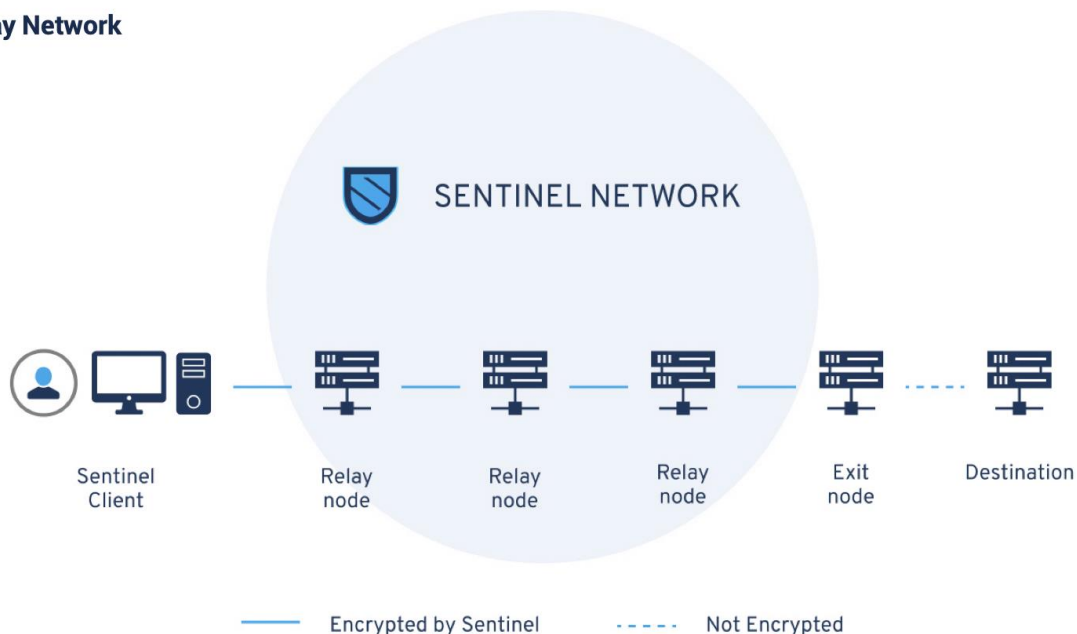 ay Network
SENTINEL NETWORK
Sentinel
Client
Relay
node
Relay
node
Relay
node
Exit
node
Destination
Encrypted by Sentinel
Not Encrypted